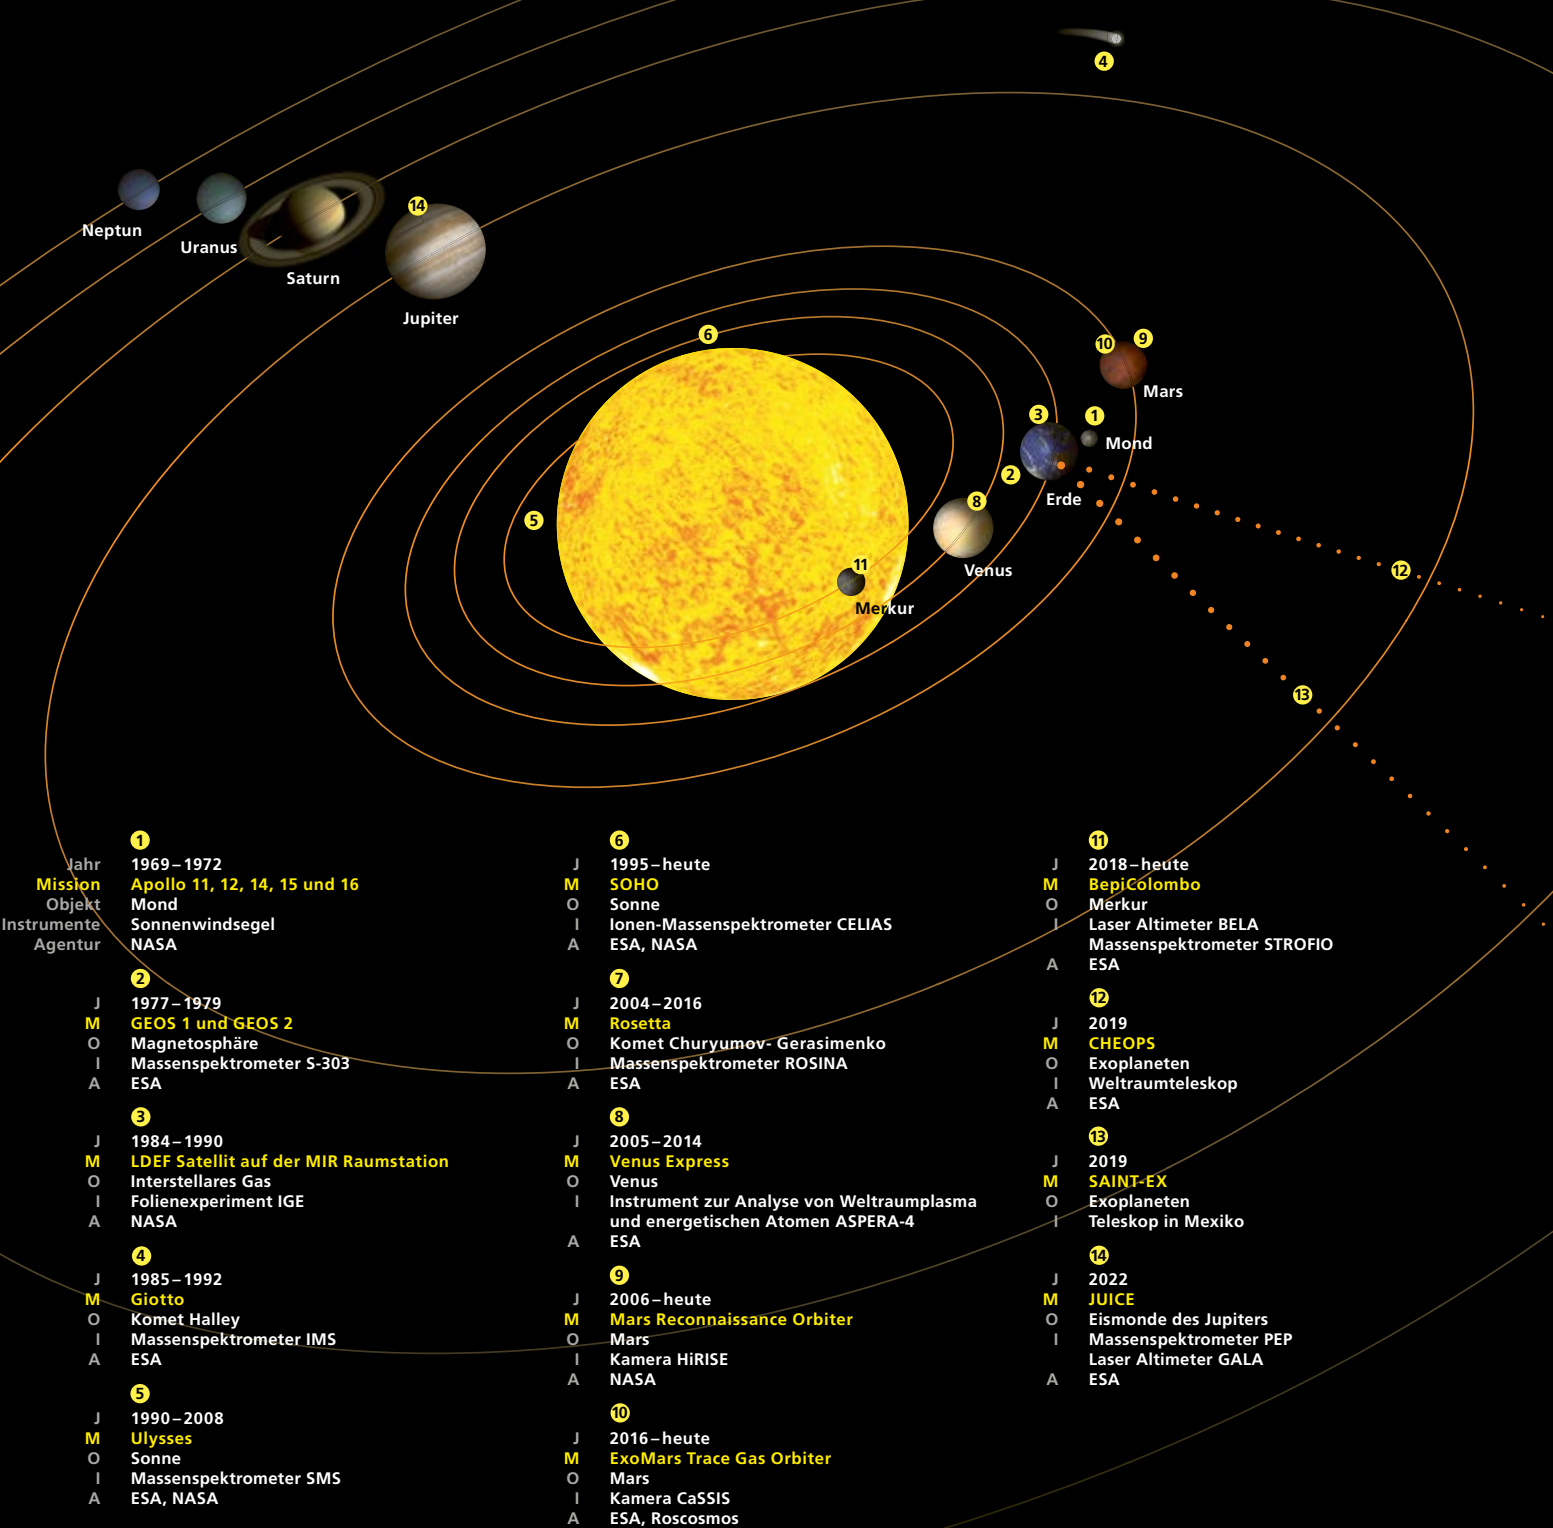 4
Neptun
Uranus
Saturn
14
Jupiter
6
10
9
Mars
3
1
Mond
2
Erde
8
Venus
5
11
Merkur
12
13
1
Jahr 1969–1972
Mission Apollo 11, 12, 14, 15 und 16
Objekt Mond
Instrumente Sonnenwindsegel
Agentur NASA
2
J 1977–1979
M GEOS 1 und GEOS 2
O Magnetosphäre
I Massenspektrometer S-303
A ESA
3
J 1984–1990
M LDEF Satellit auf der MIR Raumstation
O Interstellares Gas
I Folienexperiment IGE
A NASA
4
J 1985–1992
M Giotto
O Komet Halley
I Massenspektrometer IMS
A ESA
5
J 1990–2008
M Ulysses
O Sonne
I Massenspektrometer SMS
A ESA, NASA
6
J 1995–heute
M SOHO
O Sonne
I Ionen-Massenspektrometer CELIAS
A ESA, NASA
7
J 2004–2016
M Rosetta
O Komet Churyumov- Gerasimenko
I Massenspektrometer ROSINA
A ESA
8
J 2005–2014
M Venus Express
O Venus
I Instrument zur Analyse von Weltraumplasma
und energetischen Atomen ASPERA-4
A ESA
9
J 2006–heute
M Mars Reconnaissance Orbiter
O Mars
I Kamera HiRISE
A NASA
10
J 2016–heute
M ExoMars Trace Gas Orbiter
O Mars
I Kamera CaSSIS
A ESA, Roscosmos
11
J 2018–heute
M BepiColombo
O Merkur
I Laser Altimeter BELA
Massenspektrometer STROFIO
A ESA
12
J 2019
M CHEOPS
O Exoplaneten
I Weltraumteleskop
A ESA
13
J 2019
M SAINT-EX
O Exoplaneten
I Teleskop in Mexiko
14
J 2022
M JUICE
O Eismonde des Jupiters
I Massenspektrometer PEP
Laser Altimeter GALA
A ESA